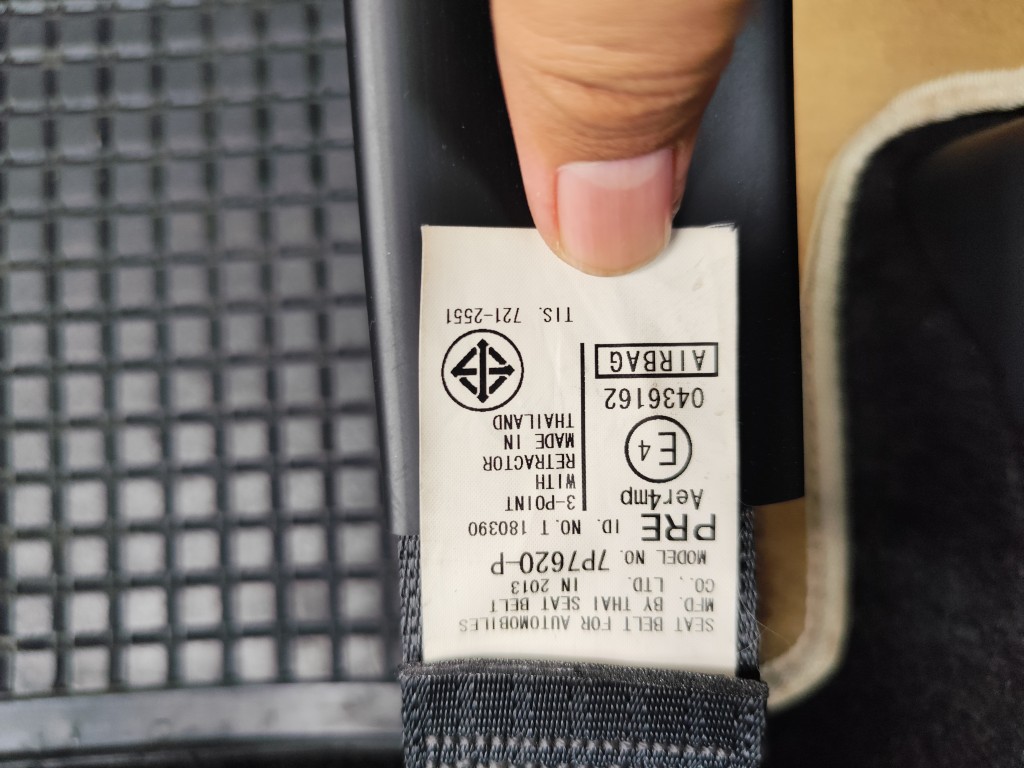 SEAT BELT FOR AUTOMOBILES
MFD. BY THAI SEAT BELT
CO., LTD. IN 2013
MODEL NO. 7P7620-P
PRE ID. NO. T 180390
Aer4mp
E4
0436162
AIRBAG
3-POINT
WITH
RETRACTOR
MADE IN
THAILAND
TIS. 721-2551